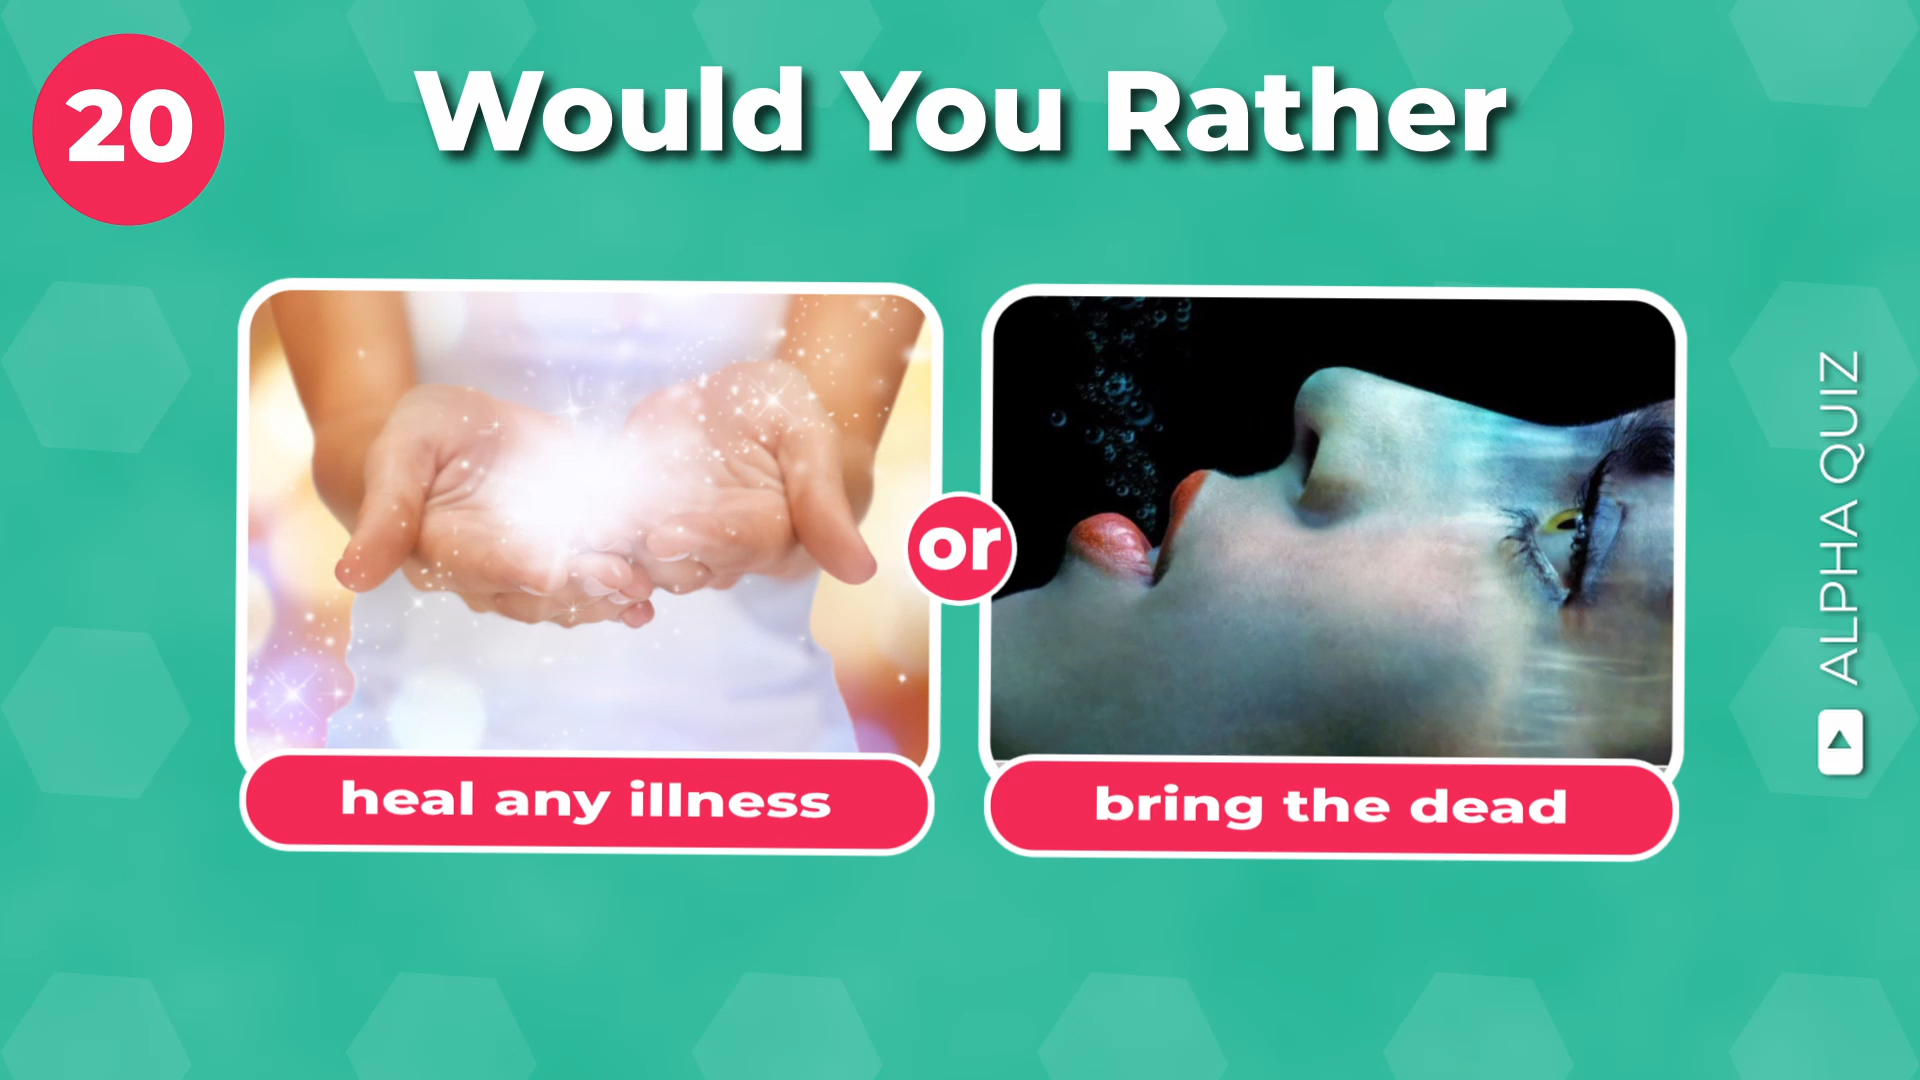 20
Would You Rather
or
heal any illness
bring the dead
ALPHA QUIZ